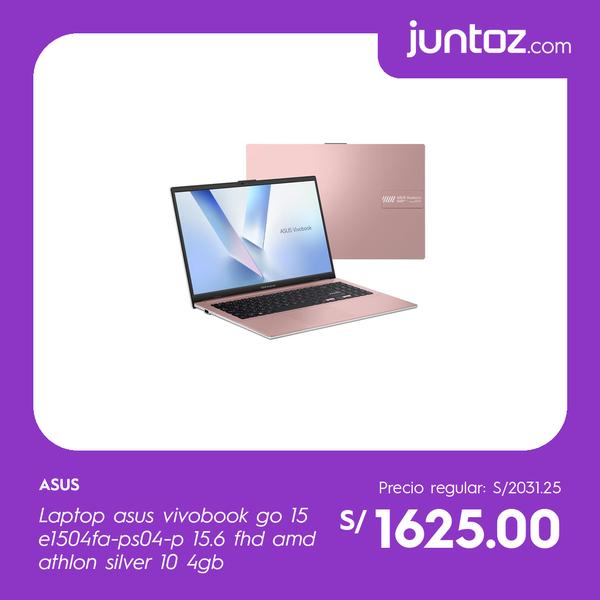 juntoz.com
ASUS Vivobook
ASUS
Precio regular: S/2031.25
Laptop asus vivobook go 15
e1504fa-ps04-p 15.6 fhd amd
athlon silver 10 4gb
S/ 1625.00